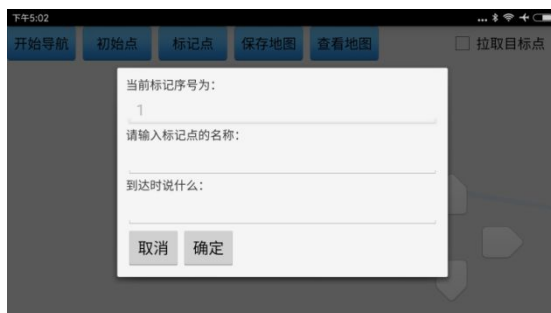 下午5:02
...
开始导航 初始点 标记点 保存地图 查看地图 拉取目标点
当前标记序号为：
1
请输入标记点的名称：
到达时说什么：
取消 确定